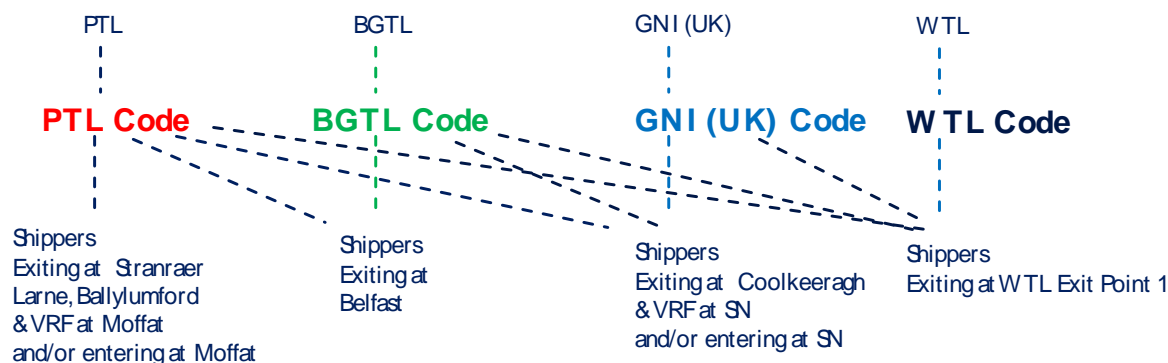 PTL
BGTL
GNI (UK)
WTL
PTL Code
BGTL Code
GNI (UK) Code
WTL Code
Shippers
Exiting at Stranraer
Larne, Ballylumford
& VRF at Moffat
and/or entering at Moffat
Shippers
Exiting at
Belfast
Shippers
Exiting at Coolkeeragh
& VRF at SN
and/or entering at SN
Shippers
Exiting at WTL Exit Point 1